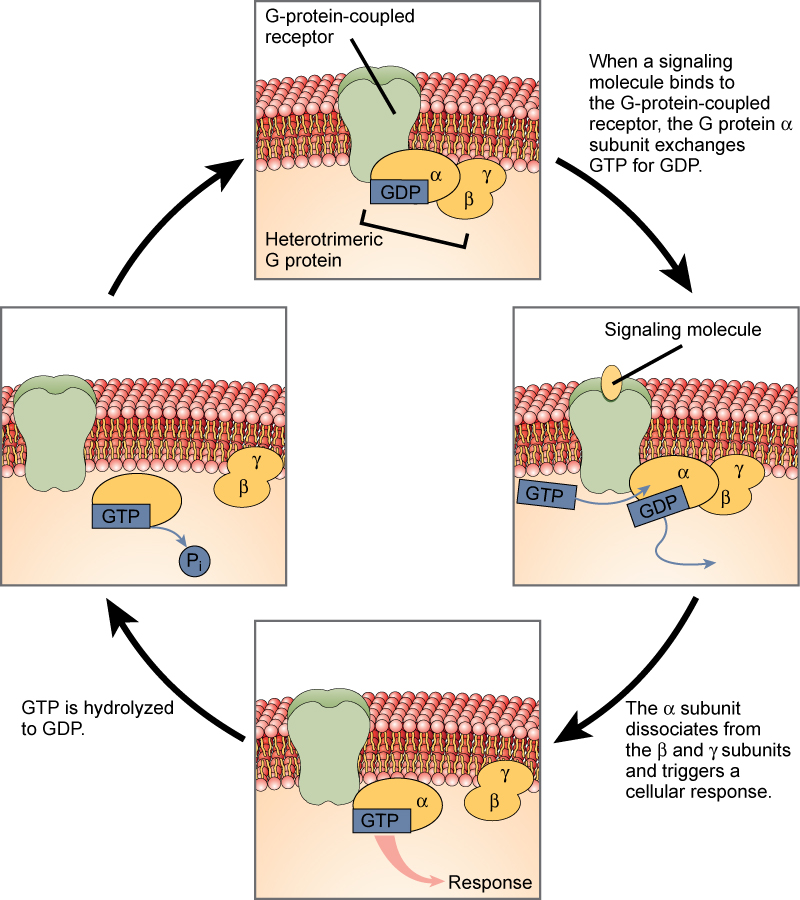 G-protein-coupled
receptor
α
γ
GDP
β
Heterotrimeric
G protein
When a signaling
molecule binds to
the G-protein-coupled
receptor, the G protein α
subunit exchanges
GTP for GDP.
Signaling molecule
α
γ
GTP
GDP
β
The α subunit
dissociates from
the β and γ subunits
and triggers a
cellular response.
γ
α
β
GTP
Response
GTP is hydrolyzed
to GDP.
γ
β
GTP
Pi